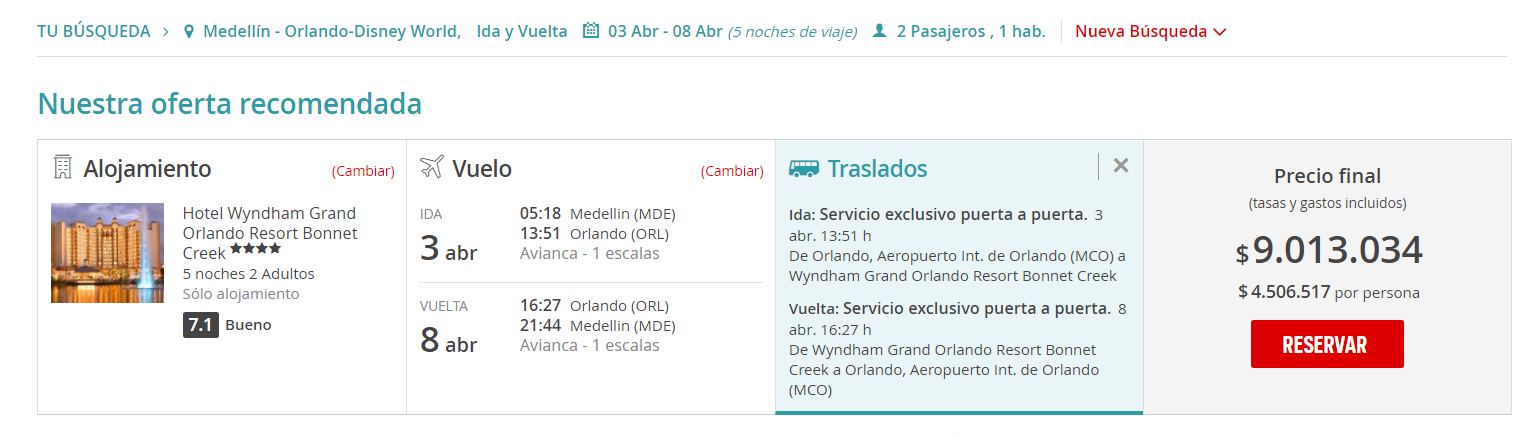 TU BÚSQUEDA > Medellín - Orlando-Disney World, Ida y Vuelta 03 Abr - 08 Abr (5 noches de viaje) 2 Pasajeros , 1 hab. Nueva Búsqueda
Nuestra oferta recomendada
Alojamiento (Cambiar)
Hotel Wyndham Grand
Orlando Resort Bonnet
Creek ★★★★
5 noches 2 Adultos
Sólo alojamiento
7.1 Bueno
Vuelo (Cambiar)
IDA
3 abr
05:18 Medellin (MDE)
13:51 Orlando (ORL)
Avianca - 1 escalas
VUELTA
8 abr
16:27 Orlando (ORL)
21:44 Medellin (MDE)
Avianca - 1 escalas
Traslados
Ida: Servicio exclusivo puerta a puerta. 3
abr. 13:51 h
De Orlando, Aeropuerto Int. de Orlando (MCO) a
Wyndham Grand Orlando Resort Bonnet Creek
Vuelta: Servicio exclusivo puerta a puerta. 8
abr. 16:27 h
De Wyndham Grand Orlando Resort Bonnet
Creek a Orlando, Aeropuerto Int. de Orlando
(MCO)
Precio final
(tasas y gastos incluidos)
$ 9.013.034
$ 4.506.517 por persona
RESERVAR